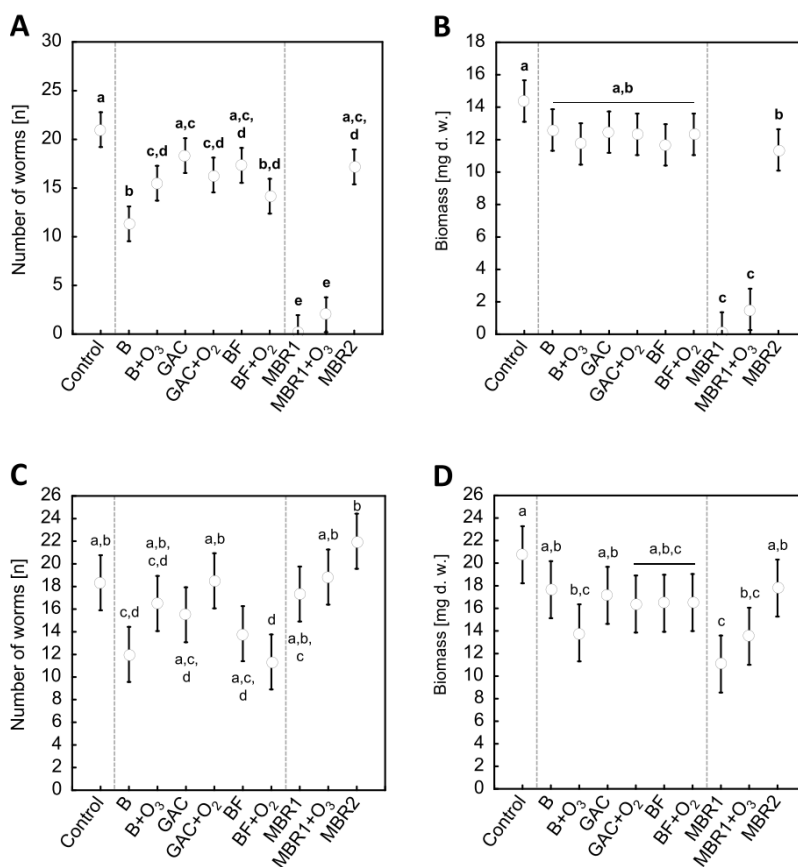 A
Number of worms [n]
30
25
20
15
10
5
0
a
b
c,d
a,c
c,d
a,c,
d
b,d
e
e
a,c,
d
Control
B
B+O₃
GAC
GAC+O₂
BF
BF+O₂
MBR1
MBR1+O₃
MBR2
B
Biomass [mg d. w.]
18
16
14
12
10
8
6
4
2
0
a
a,b
c
c
b
Control
B
B+O₃
GAC
GAC+O₂
BF
BF+O₂
MBR1
MBR1+O₃
MBR2
C
Number of worms [n]
26
24
22
20
18
16
14
12
10
8
6
4
2
0
a,b
c,d
a,b,
c,d
a,c,
d
a,b
a,c,
d
d
a,b,
c
a,b
b
Control
B
B+O₃
GAC
GAC+O₂
BF
BF+O₂
MBR1
MBR1+O₃
MBR2
D
Biomass [mg d. w.]
26
24
22
20
18
16
14
12
10
8
6
4
2
0
a
a,b
b,c
a,b
a,b,c
c
b,c
a,b
Control
B
B+O₃
GAC
GAC+O₂
BF
BF+O₂
MBR1
MBR1+O₃
MBR2